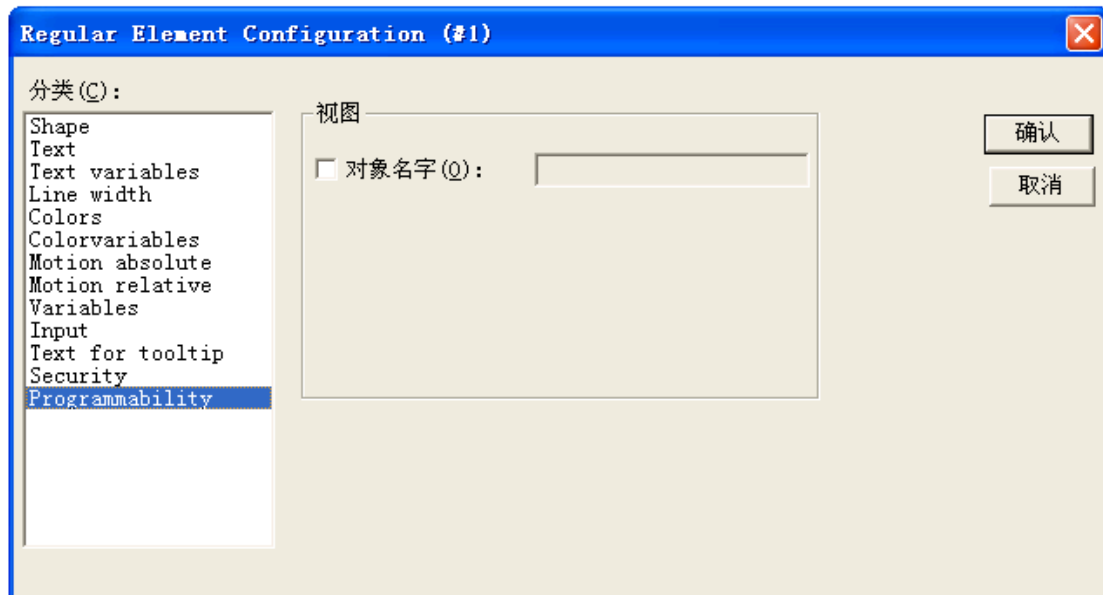 Regular Element Configuration (#1)
分类(C):
Shape
Text
Text variables
Line width
Colors
Colorvariables
Motion absolute
Motion relative
Variables
Input
Text for tooltip
Security
Programmability
视图
对象名字(O):
确认
取消